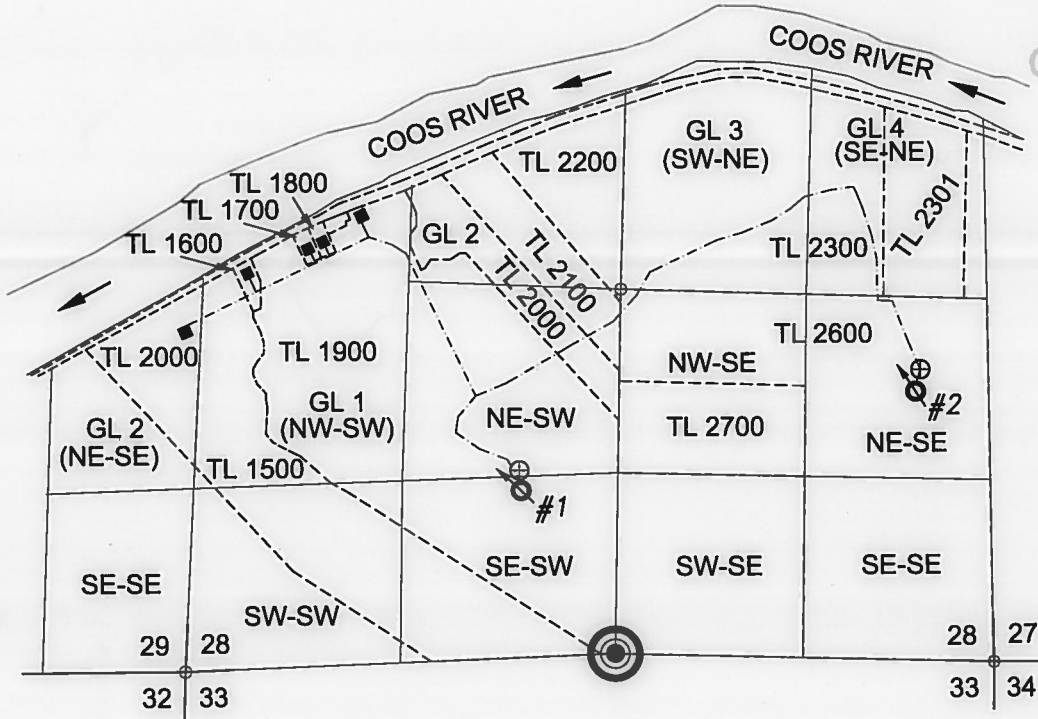 COOS RIVER
COOS RIVER
GL 3
(SW-NE)
GL 4
(SE-NE)
TL 2200
TL 1800
TL 1700
TL 1600
GL 2
TL 2100
TL 2000
TL 2300
TL 2301
TL 2600
TL 2000
TL 1900
NW-SE
GL 1
(NW-SW)
NE-SW
TL 2700
#2
NE-SE
GL 2
(NE-SE)
TL 1500
#1
SE-SE
SW-SW
SE-SW
SW-SE
SE-SE
29 28
32 33
28 27
33 34